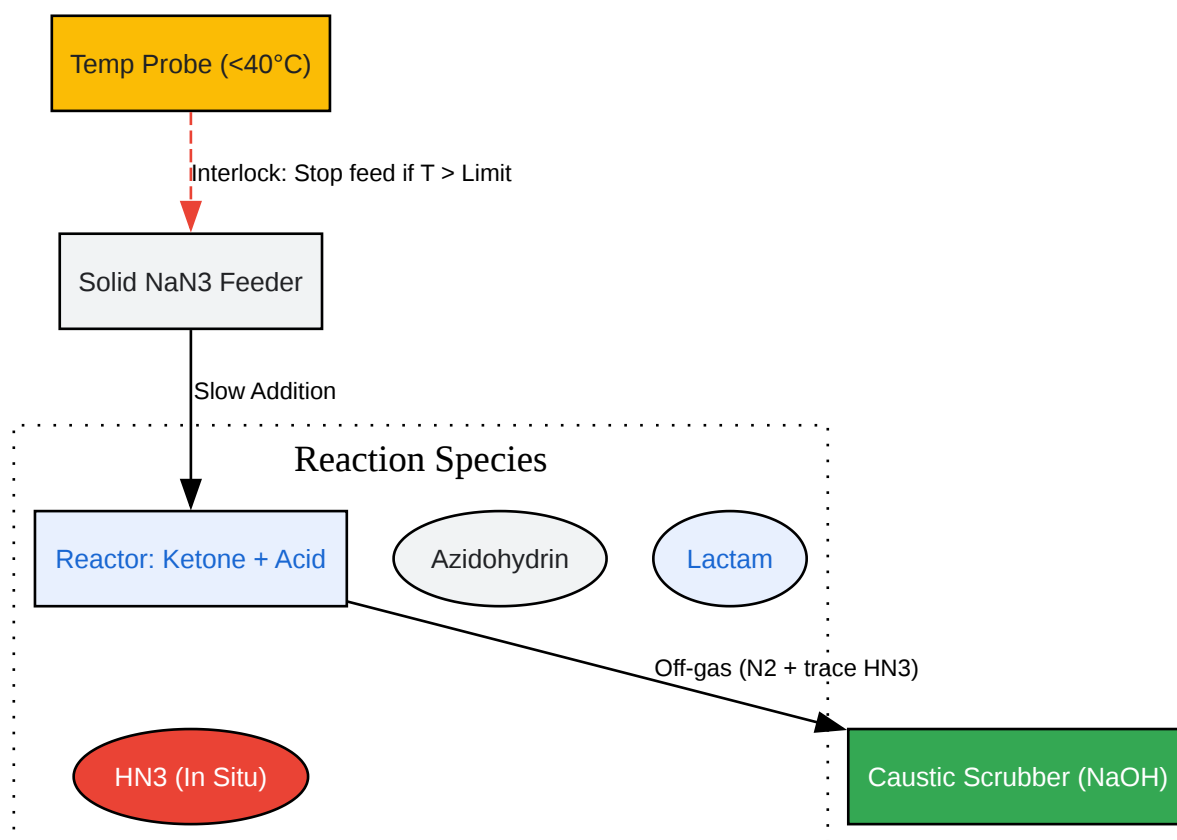 Temp Probe (<40°C)
Interlock: Stop feed if T > Limit
Solid NaN3 Feeder
Slow Addition
Reaction Species
Reactor: Ketone + Acid
Azidohydrin
Lactam
Off-gas (N2 + trace HN3)
HN3 (In Situ)
Caustic Scrubber (NaOH)